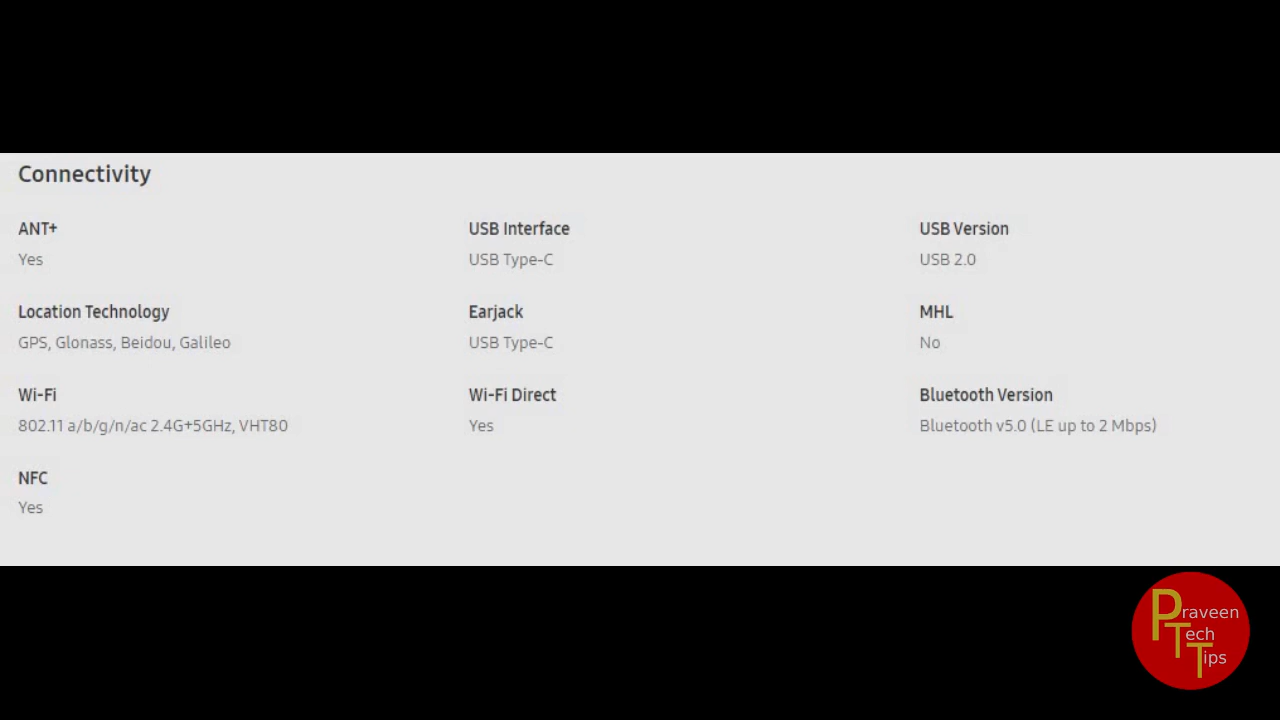 Connectivity
ANT+
Yes
USB Interface
USB Type-C
USB Version
USB 2.0
Location Technology
GPS, Glonass, Beidou, Galileo
Earjack
USB Type-C
MHL
No
Wi-Fi
802.11 a/b/g/n/ac 2.4G+5GHz, VHT80
Wi-Fi Direct
Yes
Bluetooth Version
Bluetooth v5.0 (LE up to 2 Mbps)
NFC
Yes
Praveen
Tech
Tips